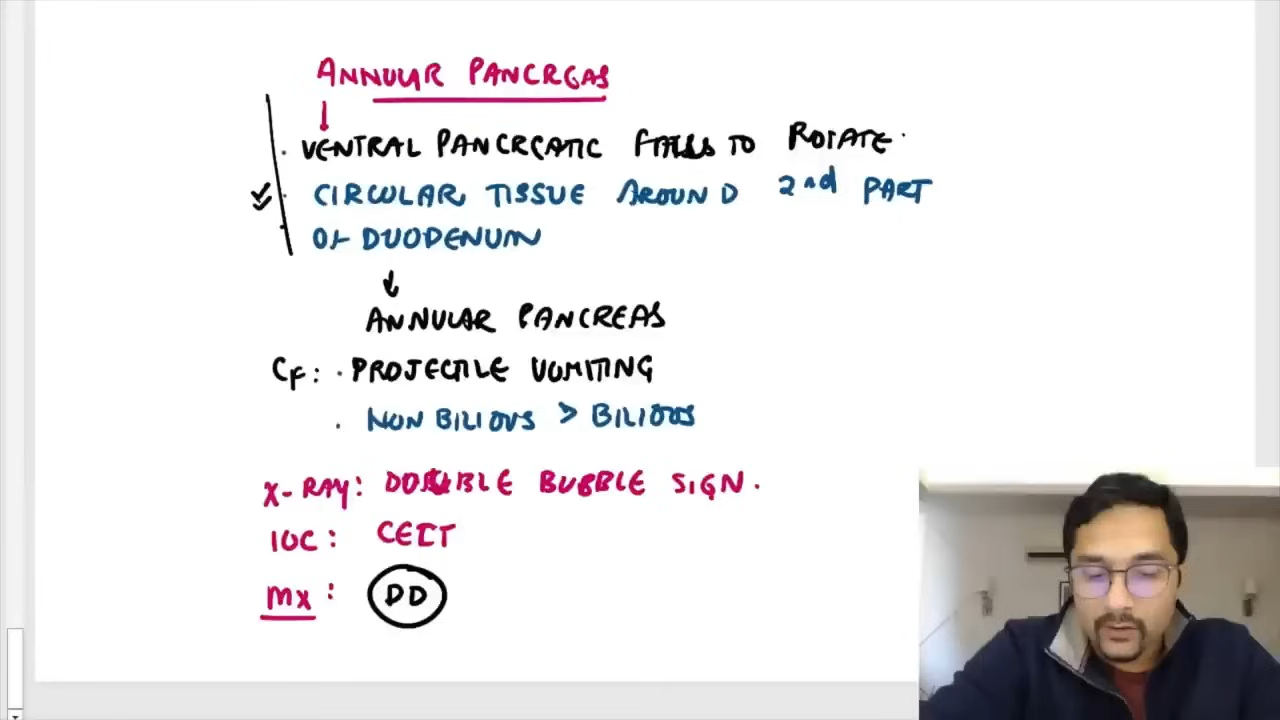 ANNULAR PANCREAS
VENTRAL PANCREATIC FAILS TO ROTATE.
CIRCULAR TISSUE AROUND 2nd PART
OF DUODENUM
ANNULAR PANCREAS
CF: · PROJECTILE VOMITING
· NON BILIOUS > BILIOUS
X-RAY: DOUBLE BUBBLE SIGN.
IOC: CECT
MX: DD